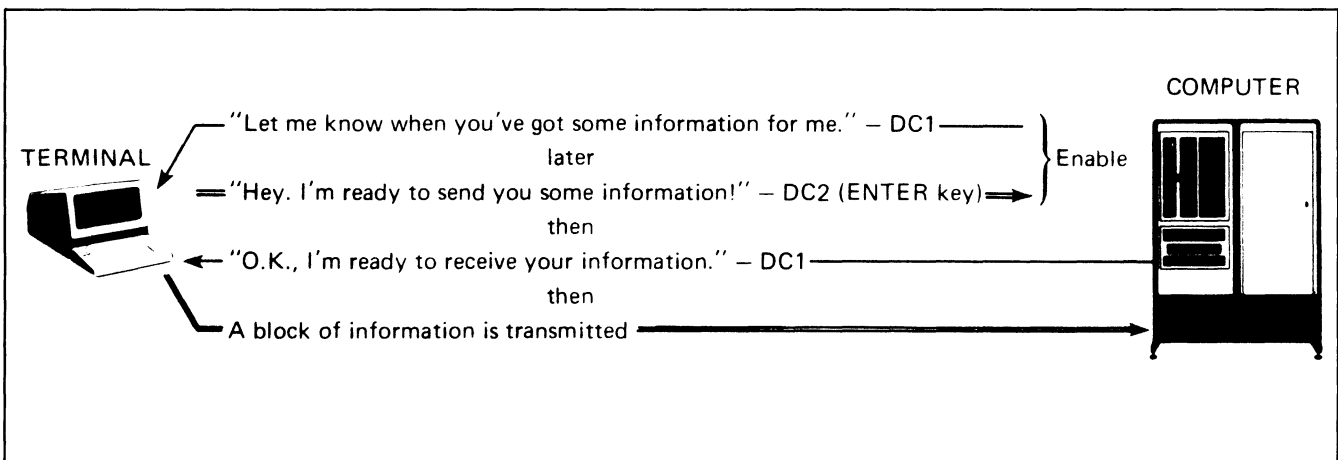 COMPUTER
"Let me know when you've got some information for me." – DC1
TERMINAL
later
Enable
"Hey. I'm ready to send you some information!" – DC2 (ENTER key)
then
"O.K., I'm ready to receive your information." – DC1
then
A block of information is transmitted